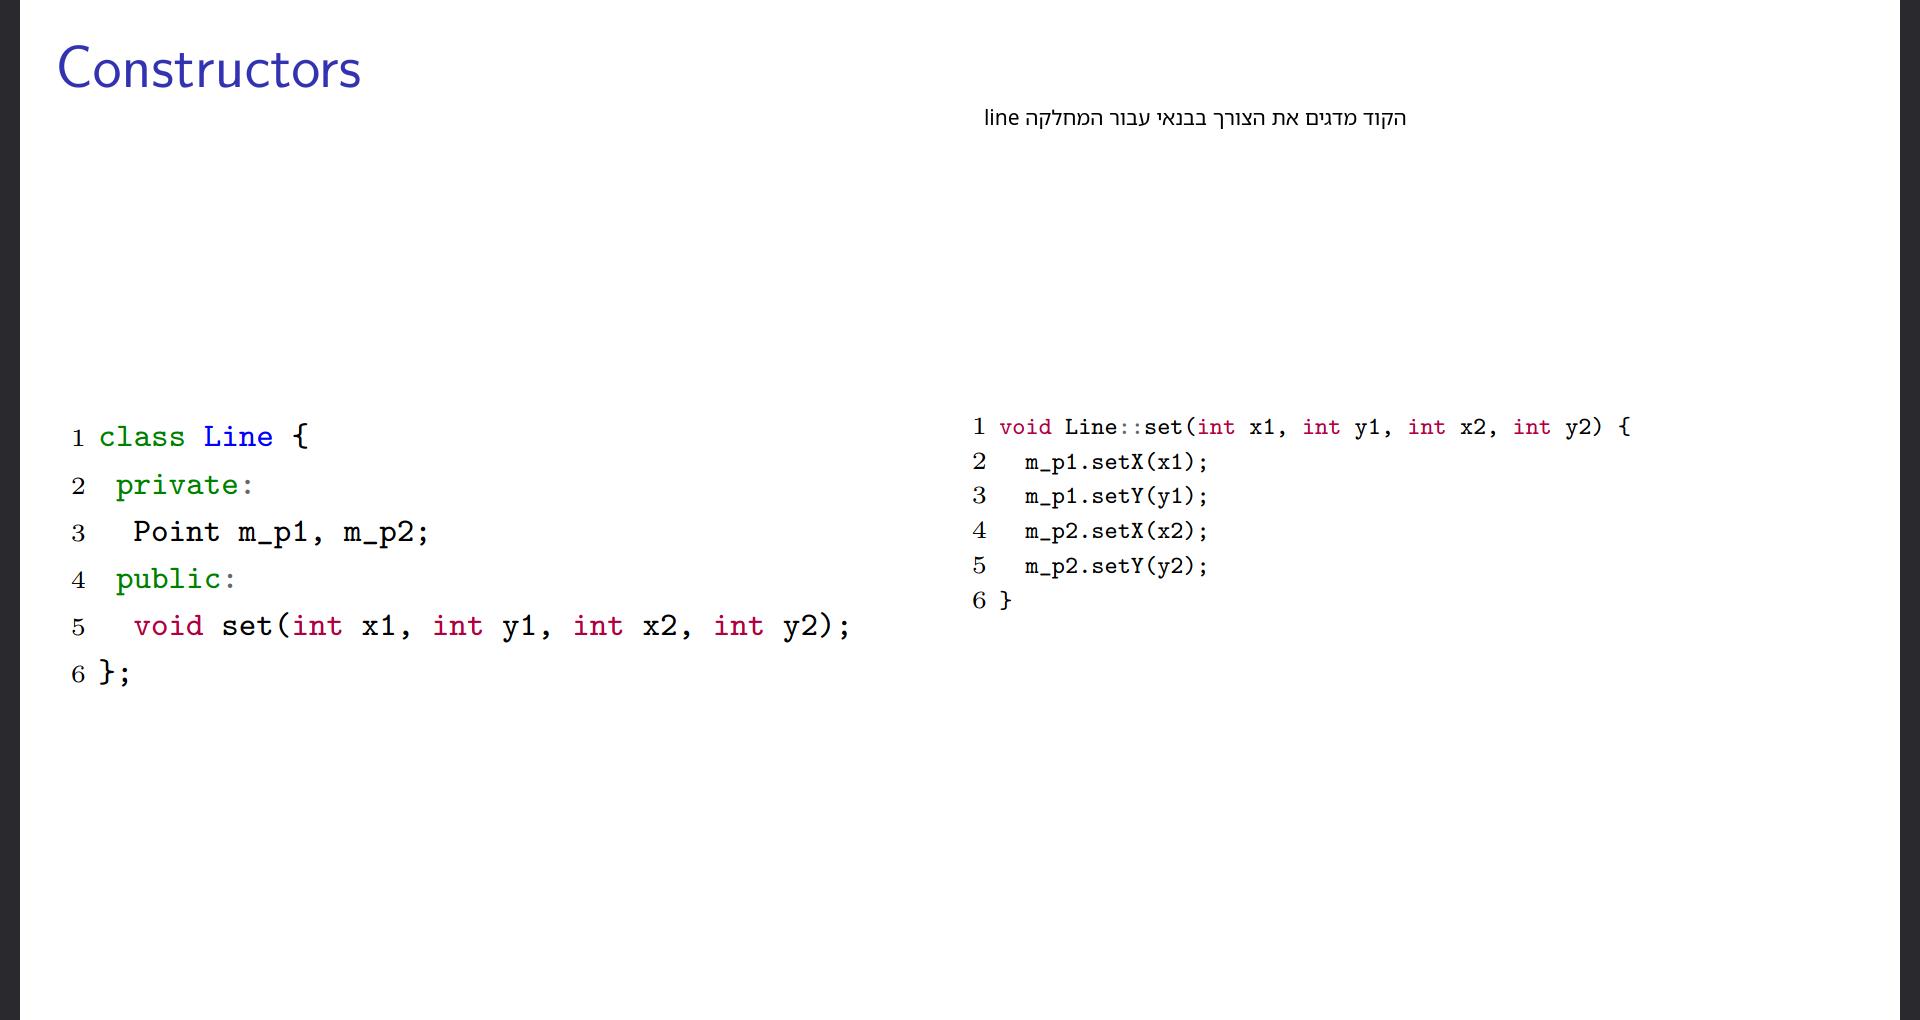 Constructors
הקוד מדגים את הצורך בבנאי עבור המחלקה line
1 class Line {
2 private:
3 Point m_p1, m_p2;
4 public:
5 void set(int x1, int y1, int x2, int y2);
6 };
1 void Line::set(int x1, int y1, int x2, int y2) {
2 m_p1.setX(x1);
3 m_p1.setY(y1);
4 m_p2.setX(x2);
5 m_p2.setY(y2);
6 }